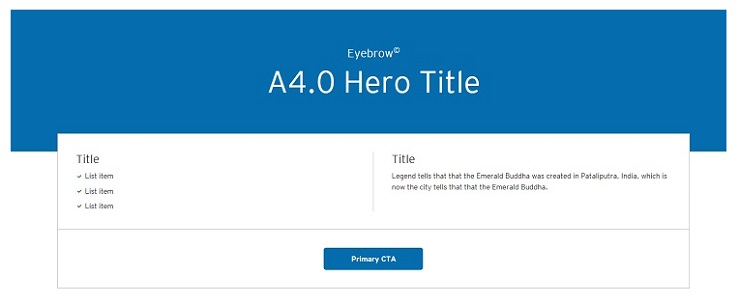 Eyebrow©
A4.0 Hero Title
Title
List item
List item
List item
Title
Legend tells that that the Emerald Buddha was created in Pataliputra, India, which is
now the city tells that that the Emerald Buddha.
Primary CTA